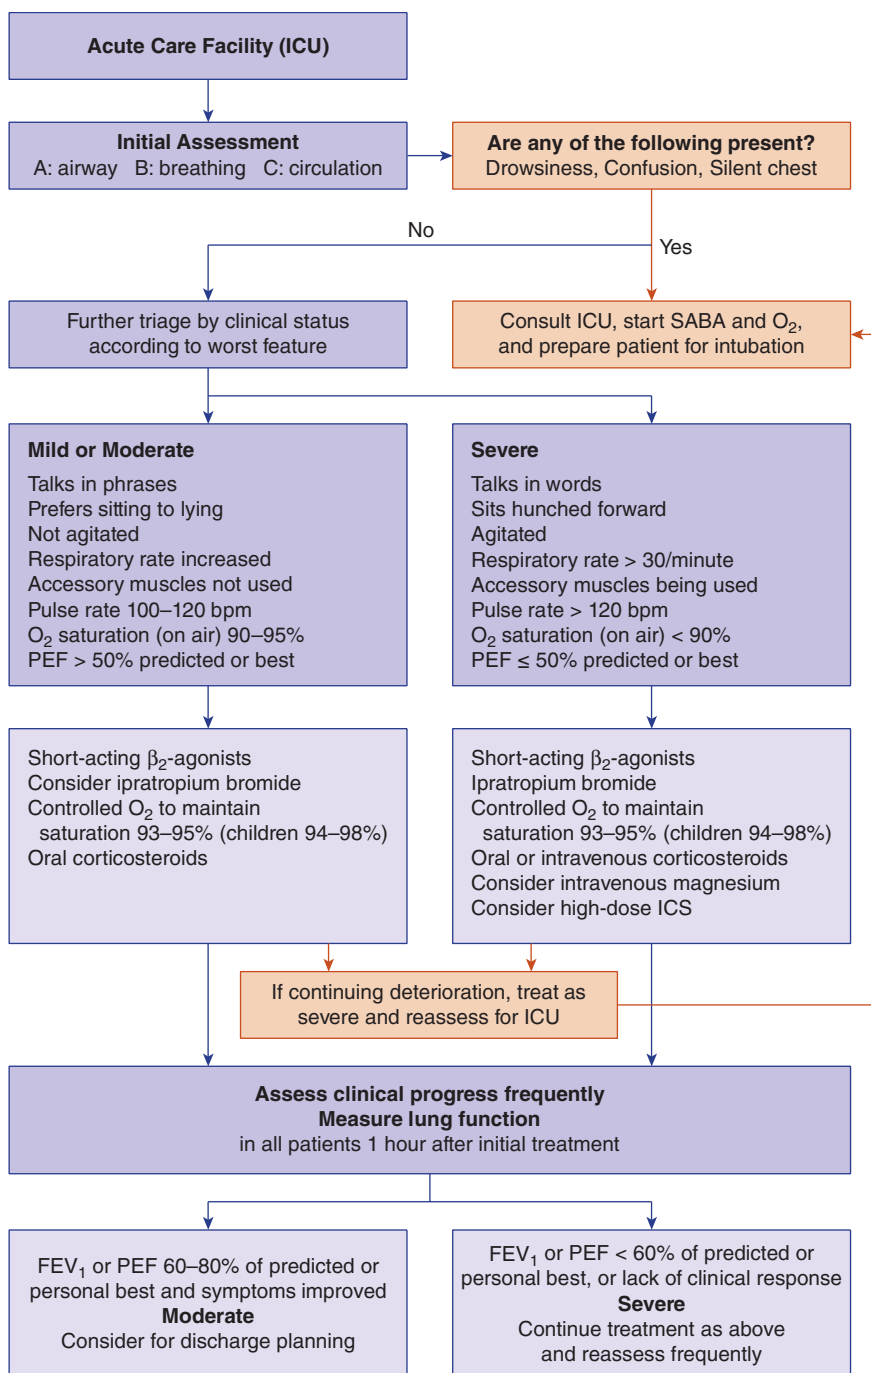 Acute Care Facility (ICU)
Initial Assessment
A: airway B: breathing C: circulation
Are any of the following present?
Drowsiness, Confusion, Silent chest
No
Yes
Further triage by clinical status
according to worst feature
Consult ICU, start SABA and O₂,
and prepare patient for intubation
Mild or Moderate
Talks in phrases
Prefers sitting to lying
Not agitated
Respiratory rate increased
Accessory muscles not used
Pulse rate 100–120 bpm
O₂ saturation (on air) 90–95%
PEF > 50% predicted or best
Severe
Talks in words
Sits hunched forward
Agitated
Respiratory rate > 30/minute
Accessory muscles being used
Pulse rate > 120 bpm
O₂ saturation (on air) < 90%
PEF ≤ 50% predicted or best
Short-acting β₂-agonists
Consider ipratropium bromide
Controlled O₂ to maintain
saturation 93–95% (children 94–98%)
Oral corticosteroids
Short-acting β₂-agonists
Ipratropium bromide
Controlled O₂ to maintain
saturation 93–95% (children 94–98%)
Oral or intravenous corticosteroids
Consider intravenous magnesium
Consider high-dose ICS
If continuing deterioration, treat as
severe and reassess for ICU
Assess clinical progress frequently
Measure lung function
in all patients 1 hour after initial treatment
FEV₁ or PEF 60–80% of predicted or
personal best and symptoms improved
Moderate
Consider for discharge planning
FEV₁ or PEF < 60% of predicted or
personal best, or lack of clinical response
Severe
Continue treatment as above
and reassess frequently